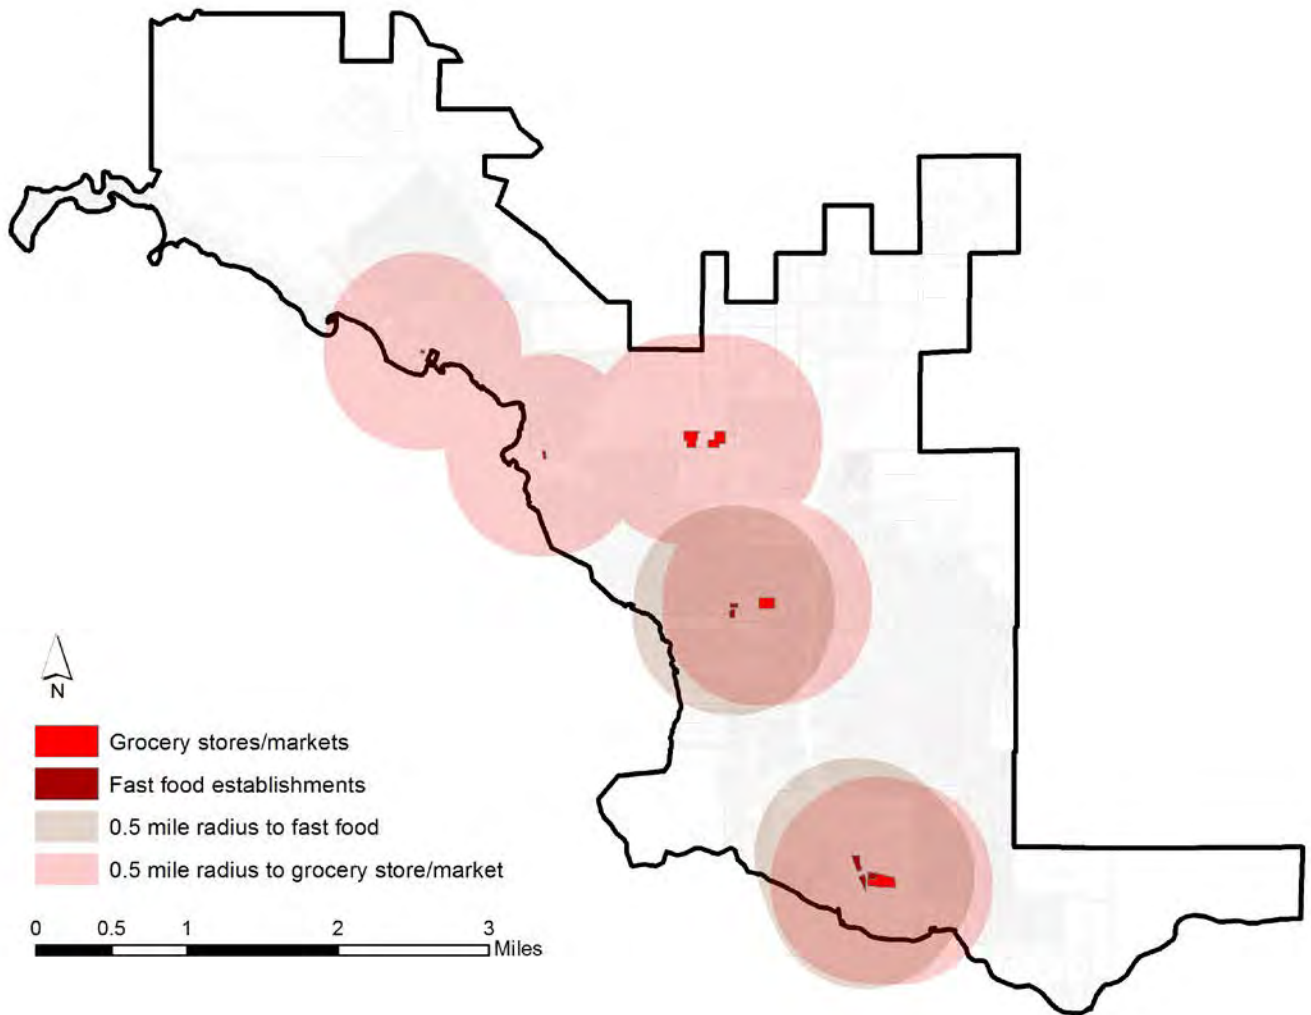 N
Grocery stores/markets
Fast food establishments
0.5 mile radius to fast food
0.5 mile radius to grocery store/market
0 0.5 1 2 3
Miles